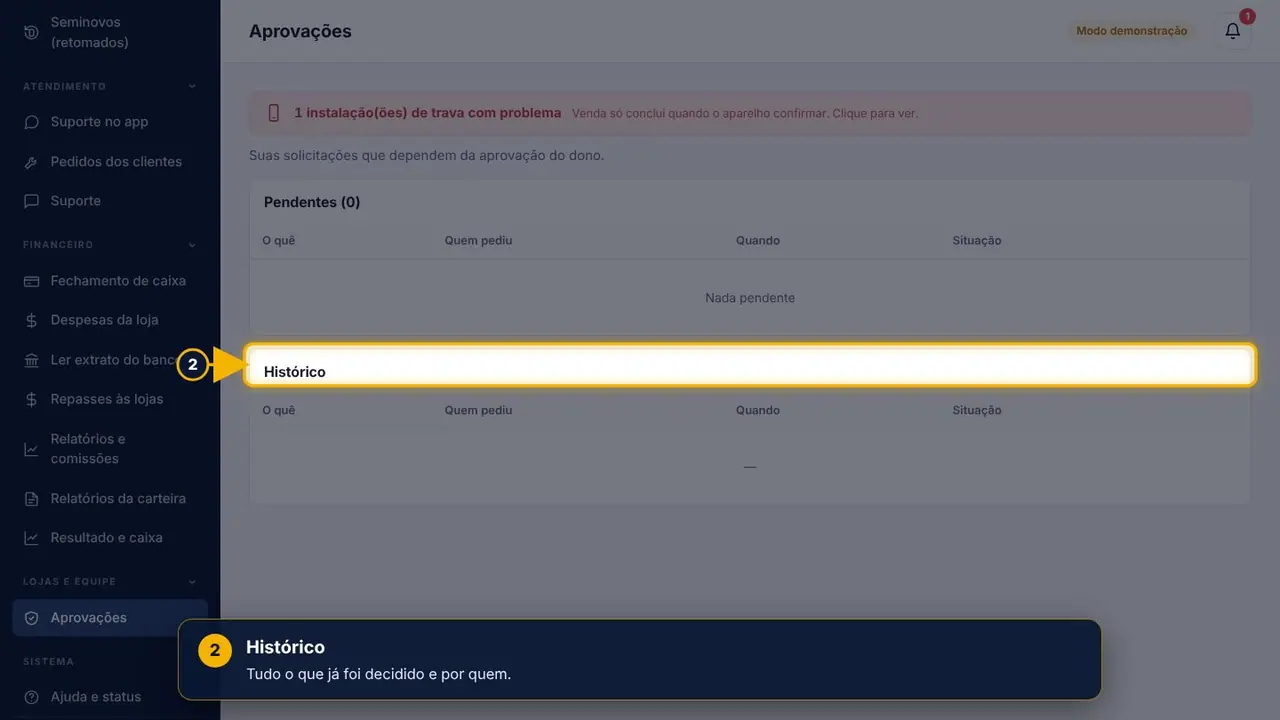 Seminovos
(retomados)
ATENDIMENTO
Suporte no app
Pedidos dos clientes
Suporte
FINANCEIRO
Fechamento de caixa
Despesas da loja
Ler extrato do banco
Repasses às lojas
Relatórios e
comissões
Relatórios da carteira
Resultado e caixa
LOJAS E EQUIPE
Aprovações
SISTEMA
Ajuda e status
Aprovações
Modo demonstração
1
1 instalação(ões) de trava com problema Venda só conclui quando o aparelho confirmar. Clique para ver.
Suas solicitações que dependem da aprovação do dono.
Pendentes (0)
O quê Quem pediu Quando Situação
Nada pendente
2
Histórico
O quê Quem pediu Quando Situação
—
2 Histórico
Tudo o que já foi decidido e por quem.